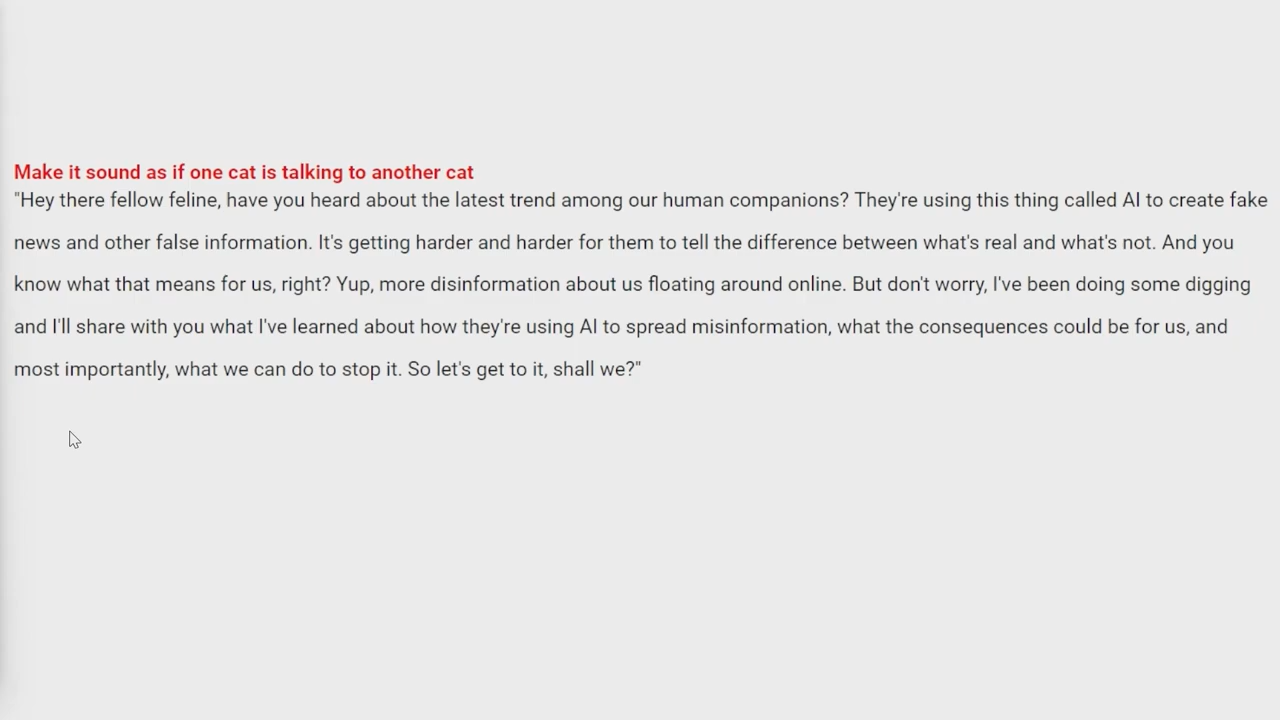 Make it sound as if one cat is talking to another cat
"Hey there fellow feline, have you heard about the latest trend among our human companions? They're using this thing called AI to create fake
news and other false information. It's getting harder and harder for them to tell the difference between what's real and what's not. And you
know what that means for us, right? Yup, more disinformation about us floating around online. But don't worry, I've been doing some digging
and I'll share with you what I've learned about how they're using AI to spread misinformation, what the consequences could be for us, and
most importantly, what we can do to stop it. So let's get to it, shall we?"